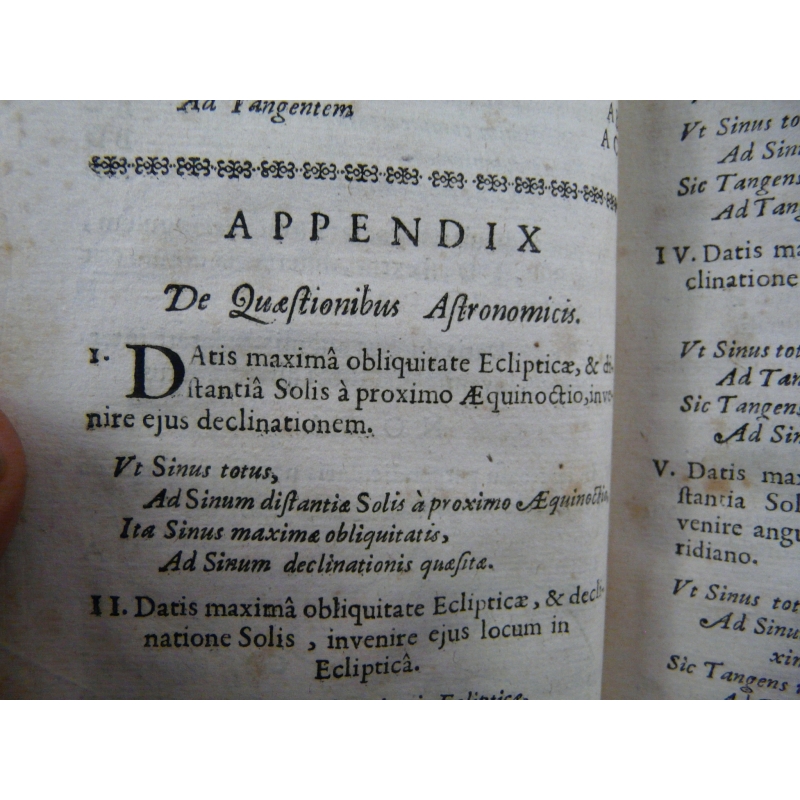 Ad Tangentem
APPENDIX
De Quæſtionibus Aſtronomicis.
I. DAtis maximâ obliquitate Eclipticæ, & di-
ſtantiâ Solis à proximo Æquinoctio, inve-
nire ejus declinationem.
Vt Sinus totus,
Ad Sinum diſtantiæ Solis à proximo Æquinoctio,
Ita Sinus maximæ obliquitatis,
Ad Sinum declinationis quæſitæ.
II. Datis maximâ obliquitate Eclipticæ, & decli-
natione Solis, invenire ejus locum in
Eclipticâ.
Eclipticæ,
Vt Sinus to
Ad Sin
Sic Tangens
Ad Tang
IV. Datis ma
clinatione
Vt Sinus tot
Ad Tan
Sic Tangens
Ad Sin
V. Datis max
ſtantia Sol
venire angu
ridiano.
Vt Sinus tot
Ad Sinu
xim
Sic Tangens